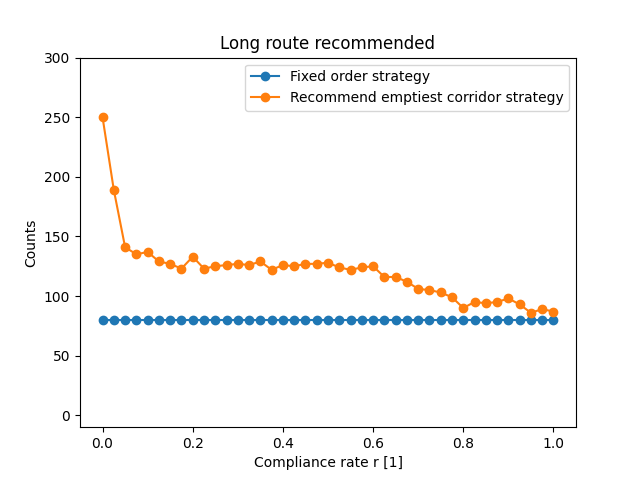 Long route recommended
Fixed order strategy
Recommend emptiest corridor strategy
Counts
300
250
200
150
100
50
0
0.0 0.2 0.4 0.6 0.8 1.0
Compliance rate r [1]